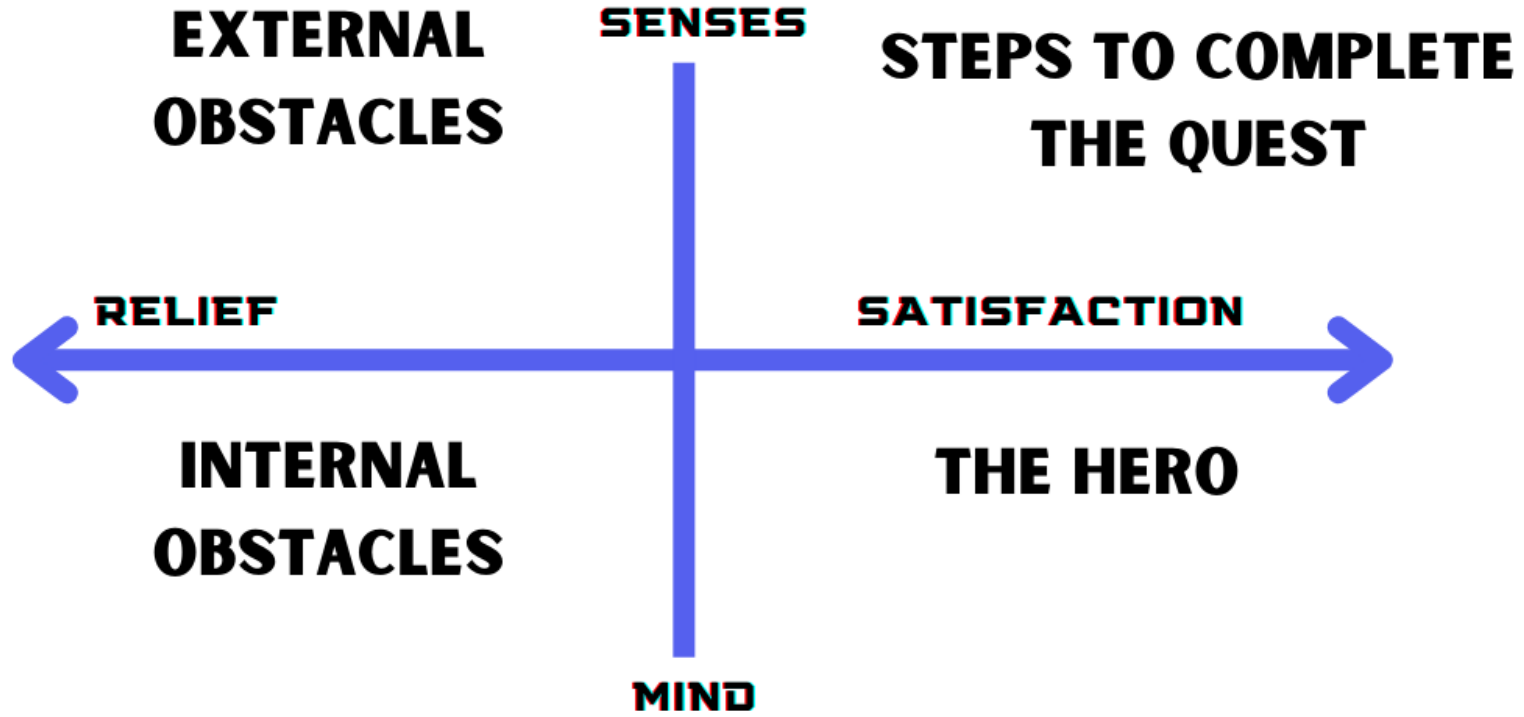 SENSES
EXTERNAL
OBSTACLES
STEPS TO COMPLETE
THE QUEST
RELIEF
SATISFACTION
INTERNAL
OBSTACLES
THE HERO
MIND